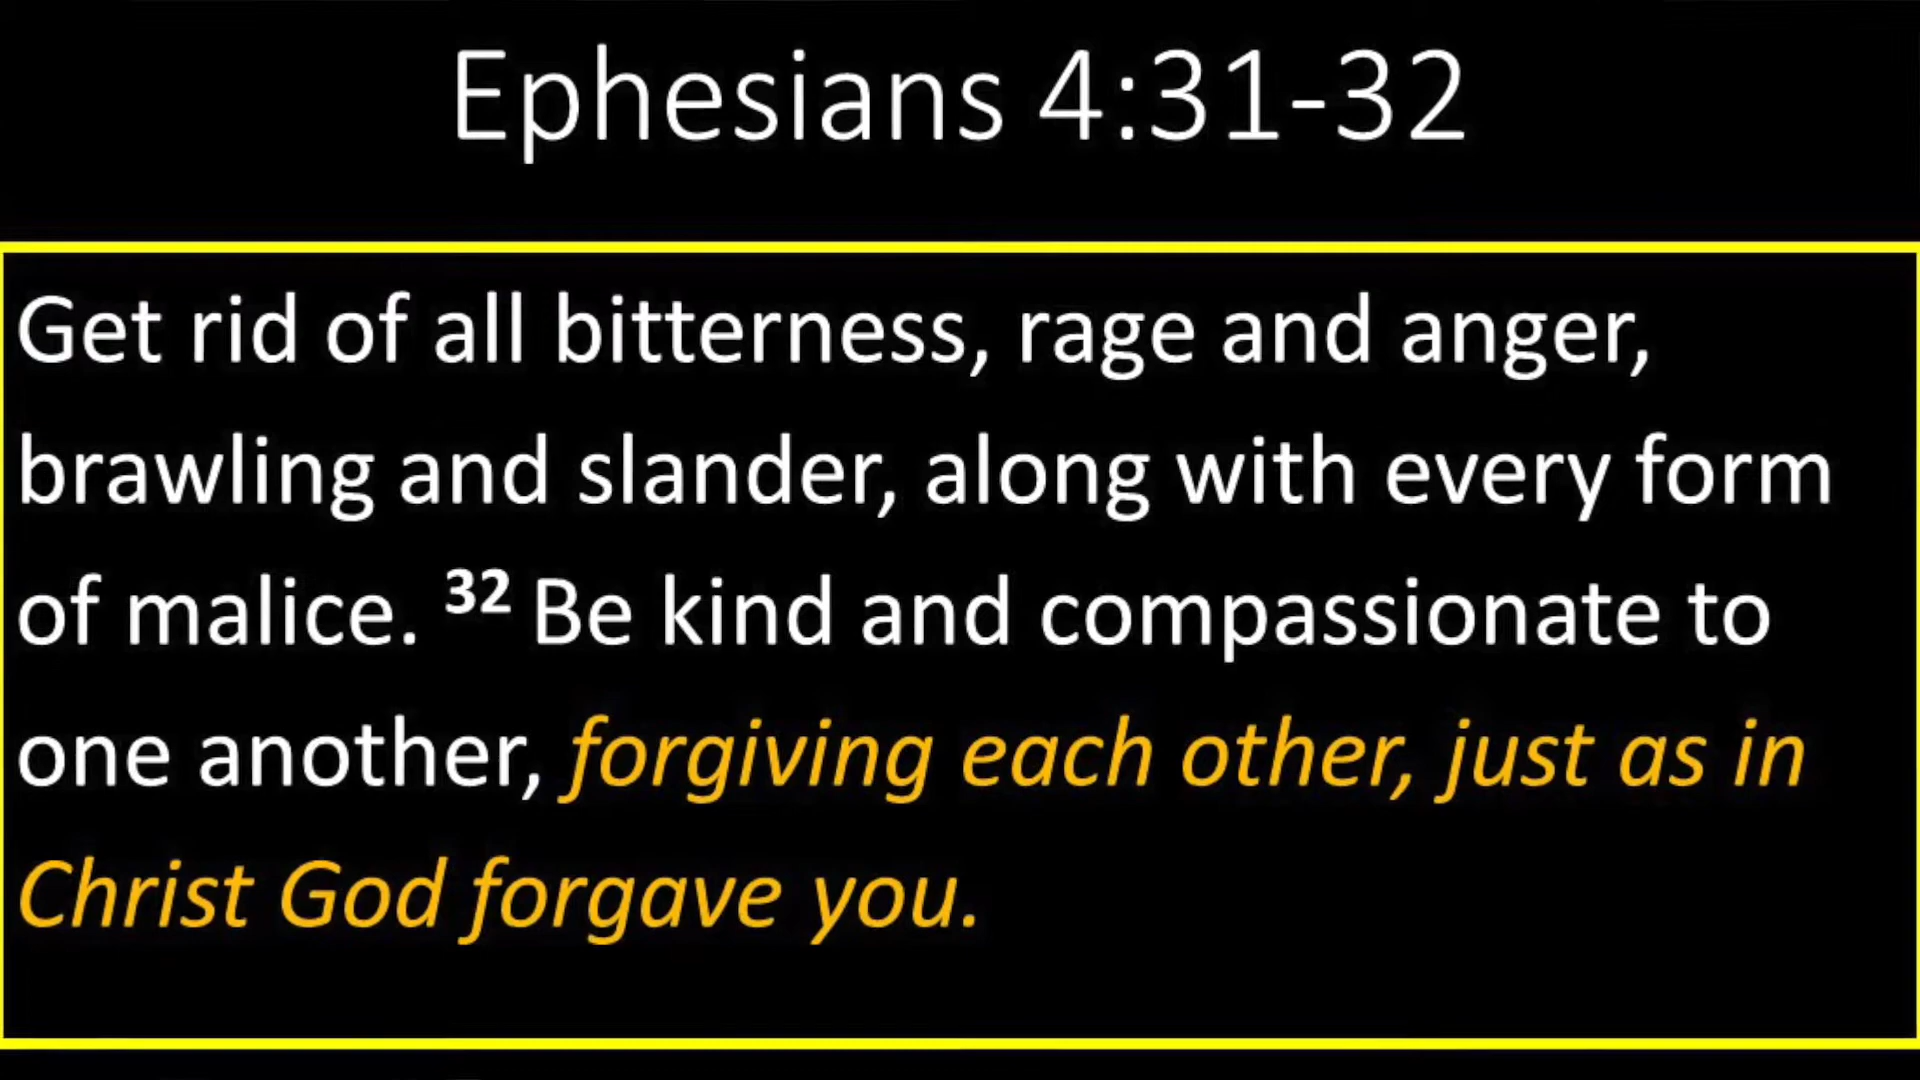 Ephesians 4:31-32
Get rid of all bitterness, rage and anger,
brawling and slander, along with every form
of malice. 32 Be kind and compassionate to
one another, forgiving each other, just as in
Christ God forgave you.